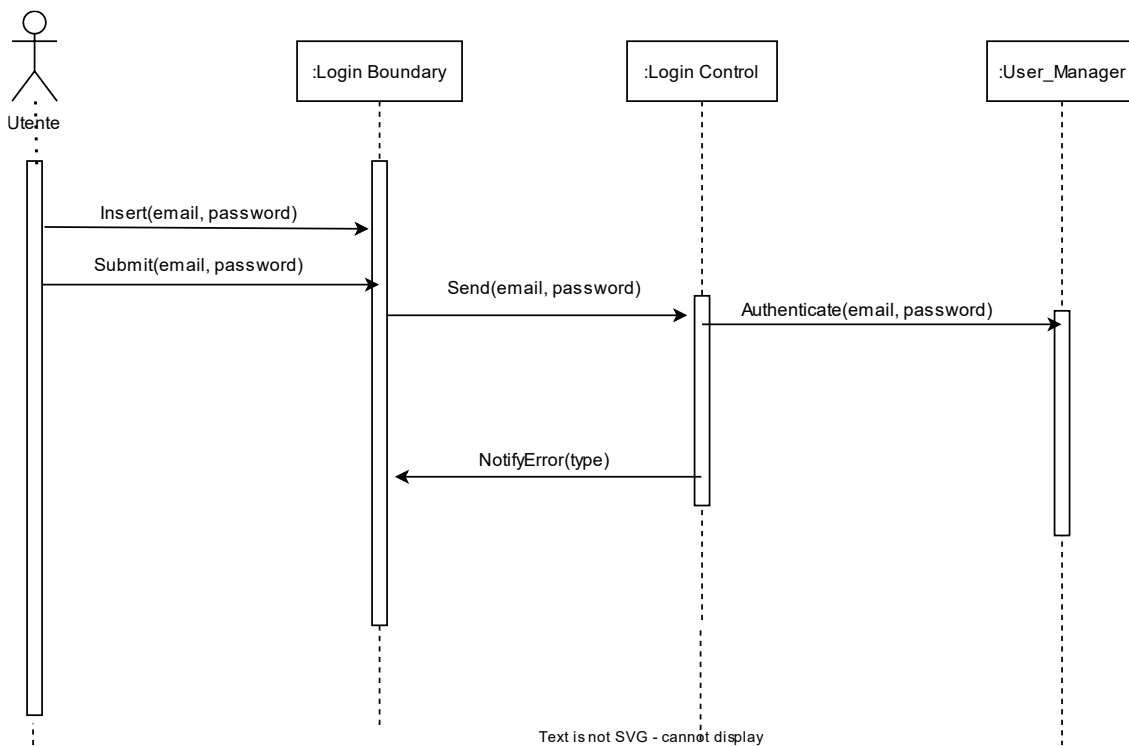 Utente
:Login Boundary
:Login Control
:User_Manager
Insert(email, password)
Submit(email, password)
Send(email, password)
Authenticate(email, password)
NotifyError(type)
Text is not SVG - cannot display